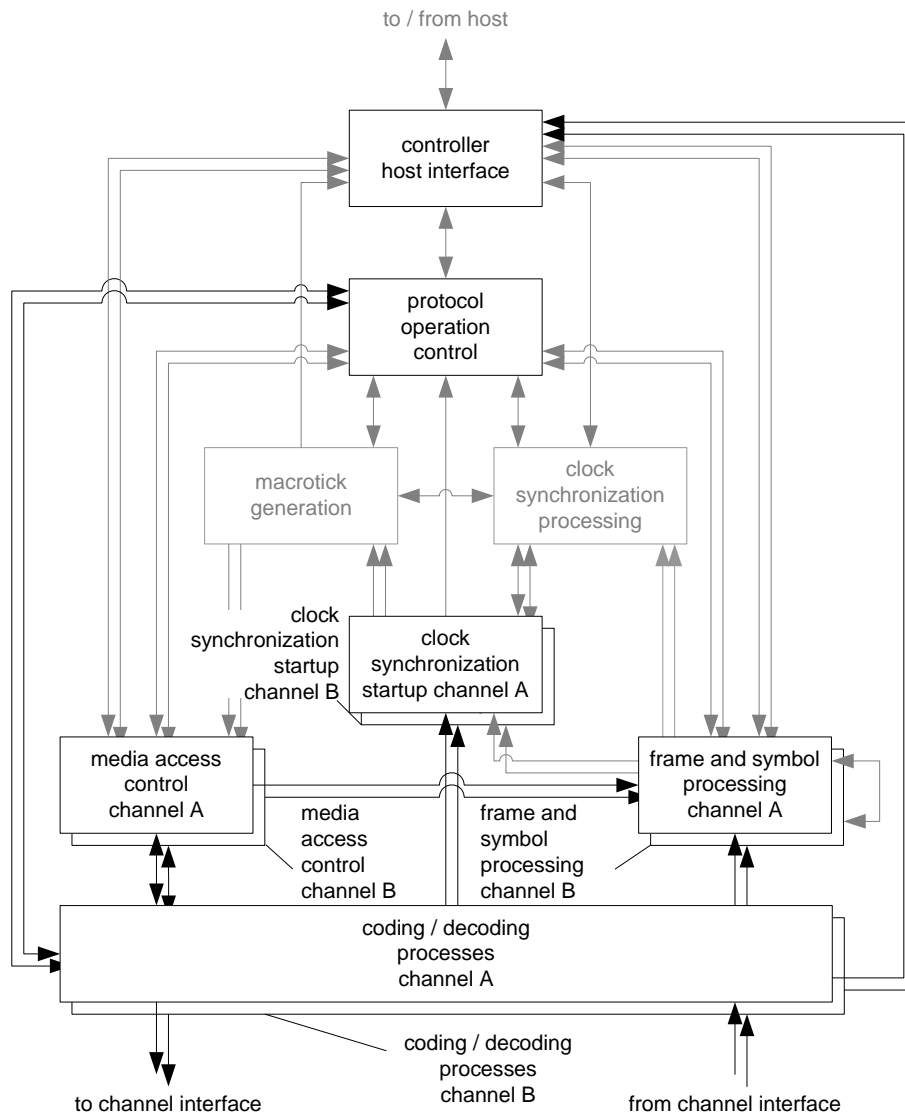 to / from host
controller
host interface
protocol
operation
control
macrotick
generation
clock
synchronization
processing
clock
synchronization
startup
channel B
clock
synchronization
startup channel A
media access
control
channel A
frame and symbol
processing
channel A
media
access
control
channel B
frame and
symbol
processing
channel B
coding / decoding
processes
channel A
coding / decoding
processes
channel B
to channel interface
from channel interface